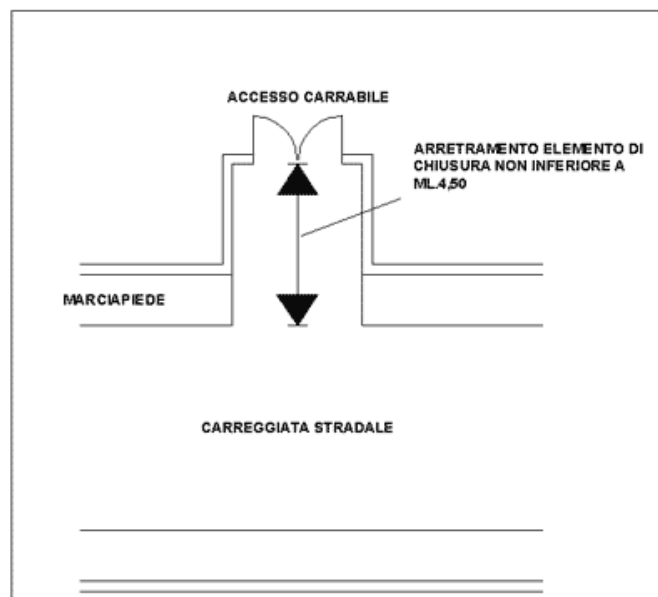 ACCESSO CARRABILE
ARRETRAMENTO ELEMENTO DI
CHIUSURA NON INFERIORE A
ML.4,50
MARCIAPIEDE
CARREGGIATA STRADALE